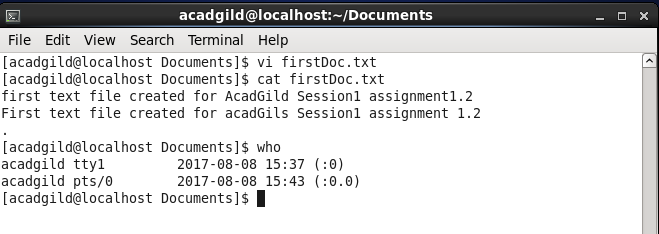 acadgild@localhost:~/Documents
File Edit View Search Terminal Help
[acadgild@localhost Documents]$ vi firstDoc.txt
[acadgild@localhost Documents]$ cat firstDoc.txt
first text file created for AcadGild Session1 assignment1.2
First text file created for acadGils Session1 assignment 1.2
.
[acadgild@localhost Documents]$ who
acadgild tty1         2017-08-08 15:37 (:0)
acadgild pts/0        2017-08-08 15:43 (:0.0)
[acadgild@localhost Documents]$